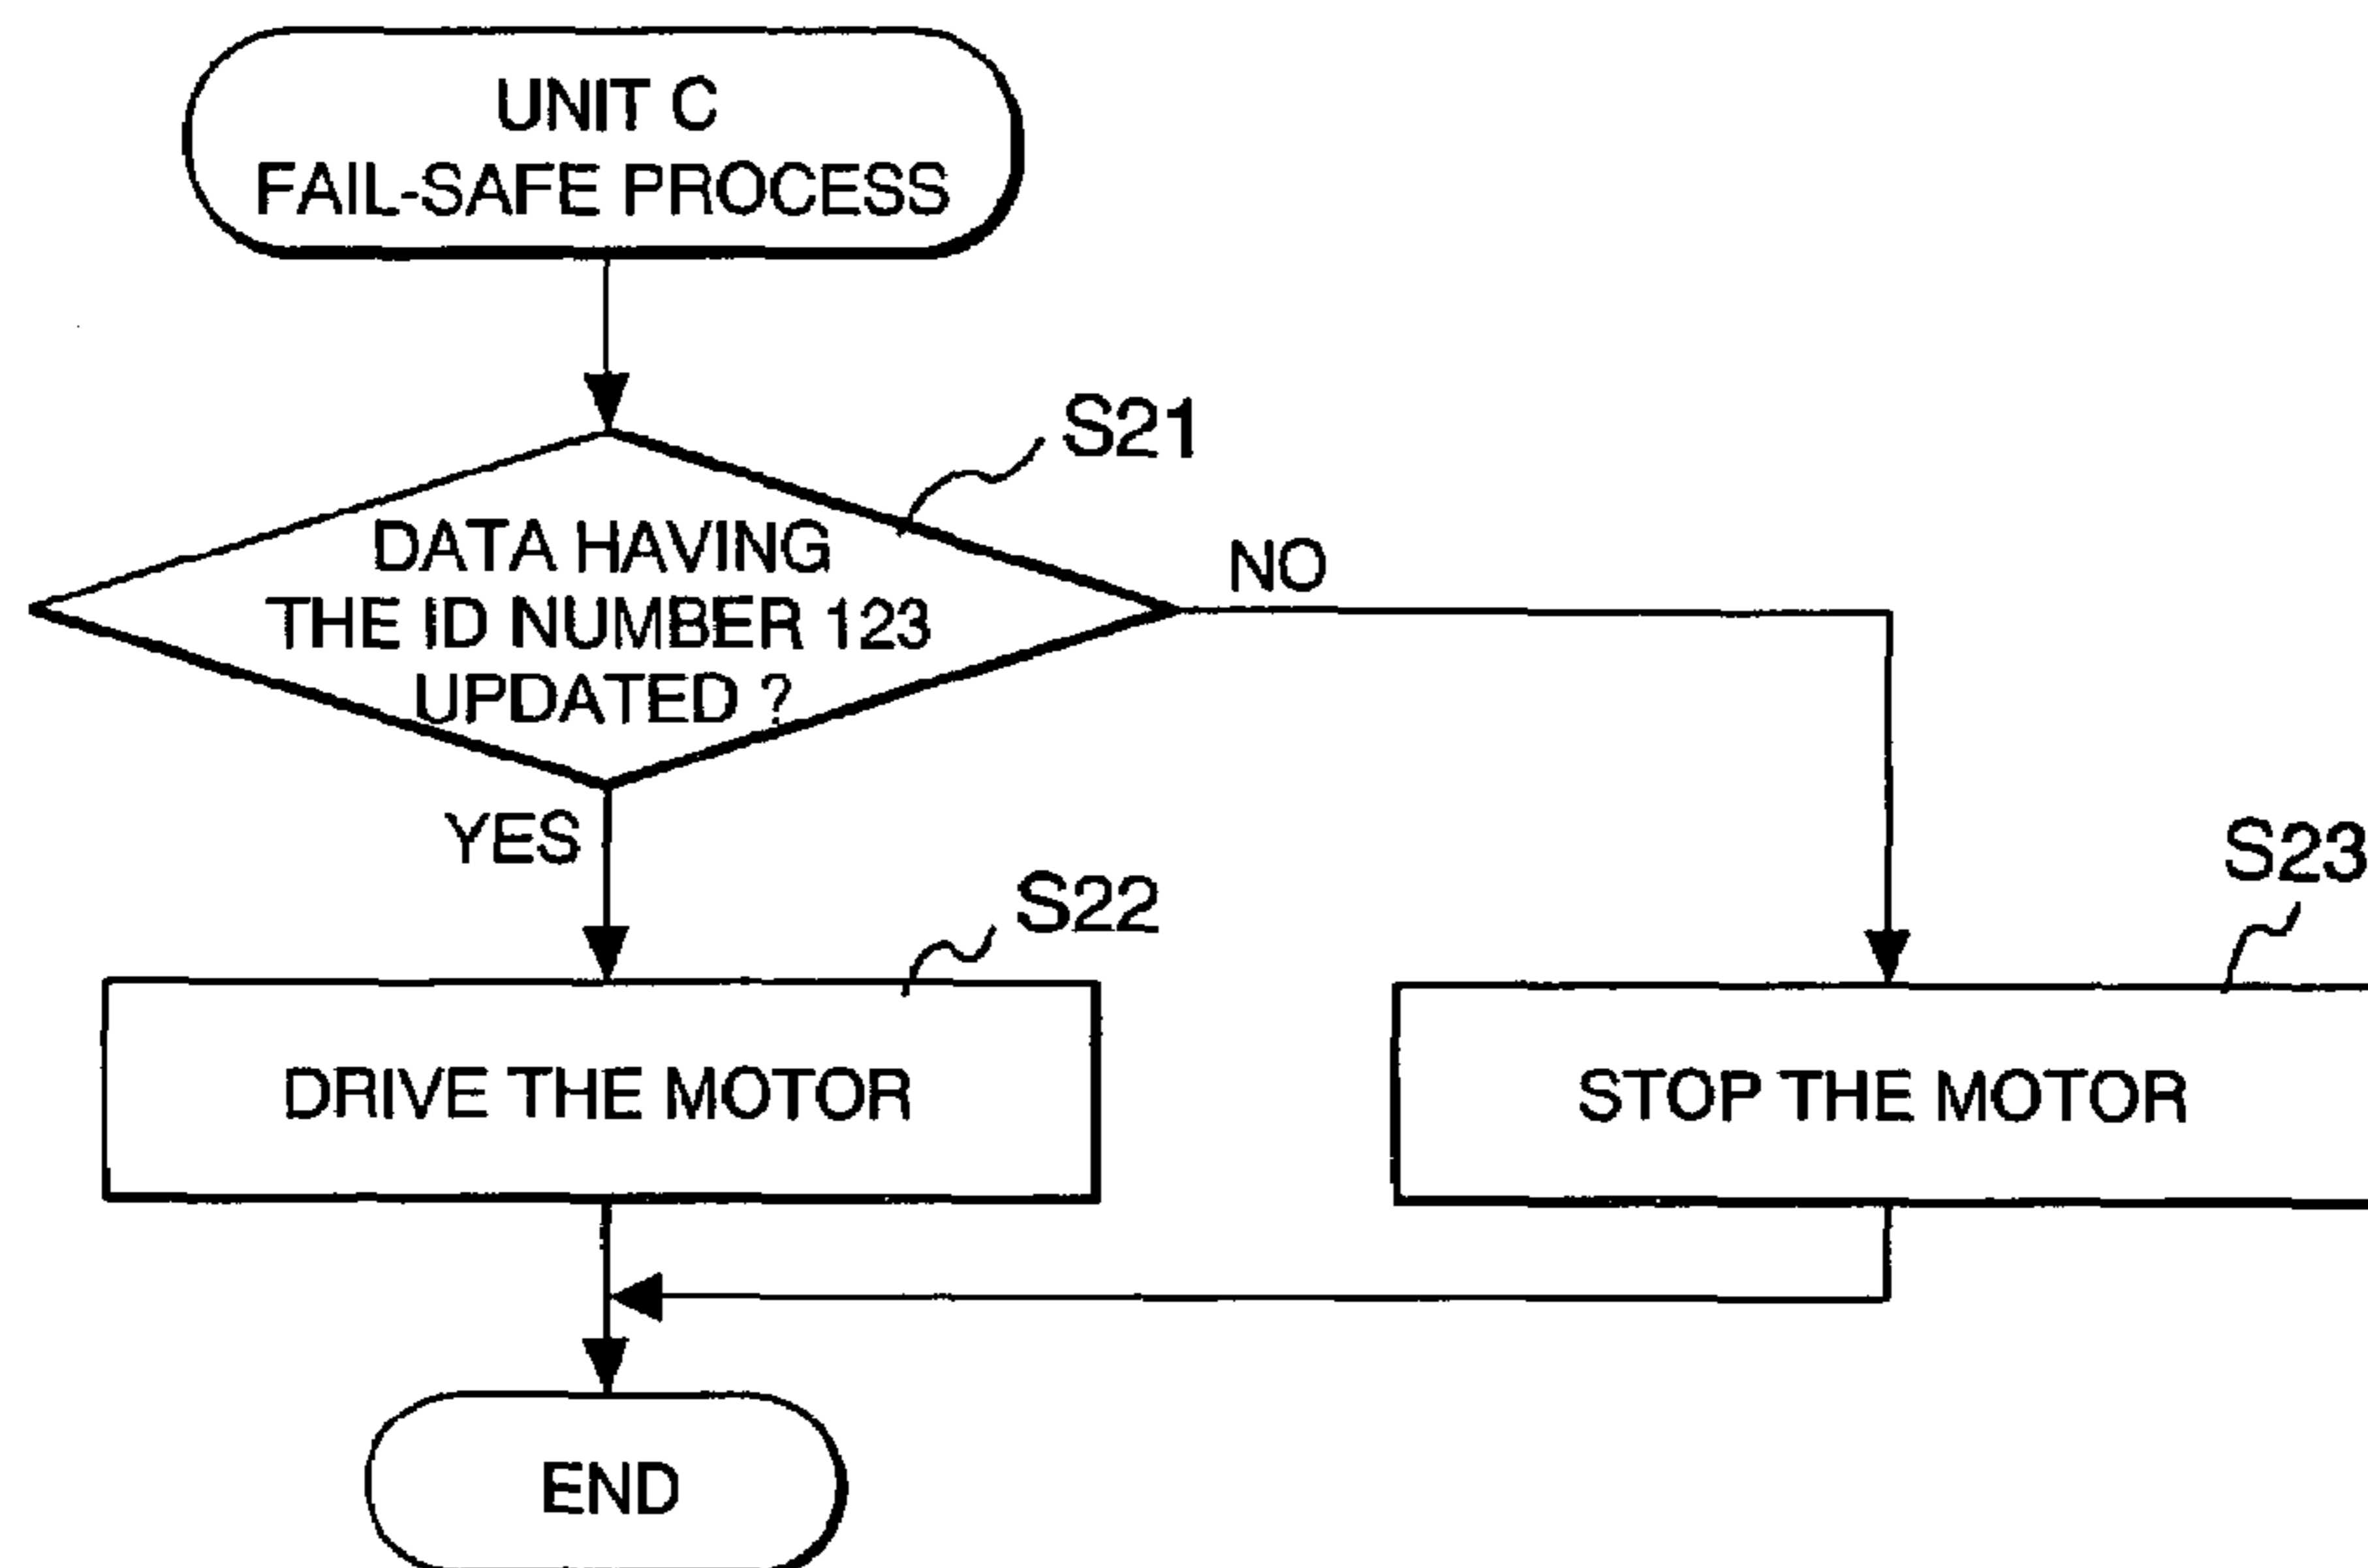 UNIT C
FAIL-SAFE PROCESS
S21
DATA HAVING
THE ID NUMBER 123
UPDATED ?
NO
YES
S22
S23
DRIVE THE MOTOR
STOP THE MOTOR
END